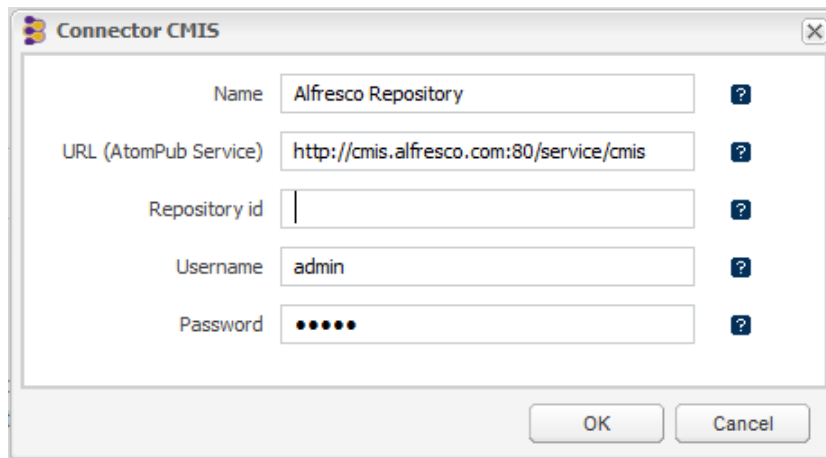 Connector CMIS
Name Alfresco Repository ?
URL (AtomPub Service) http://cmis.alfresco.com:80/service/cmis ?
Repository id ?
Username admin ?
Password ●●●●● ?
OK Cancel